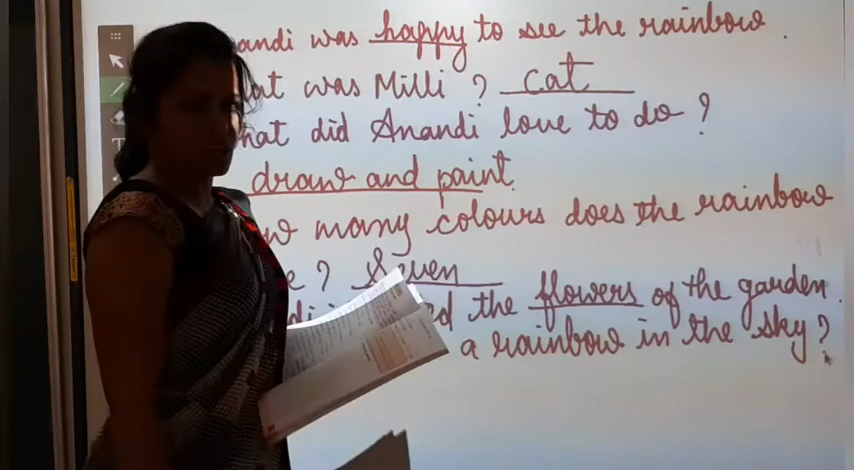 nandi was happy to see the rainbow.
at was Milli? cat
hat did Anandi love to do?
draw and paint.
many colours does the rainbow
e? Seven
the flowers of the garden.
a rainbow in the sky?